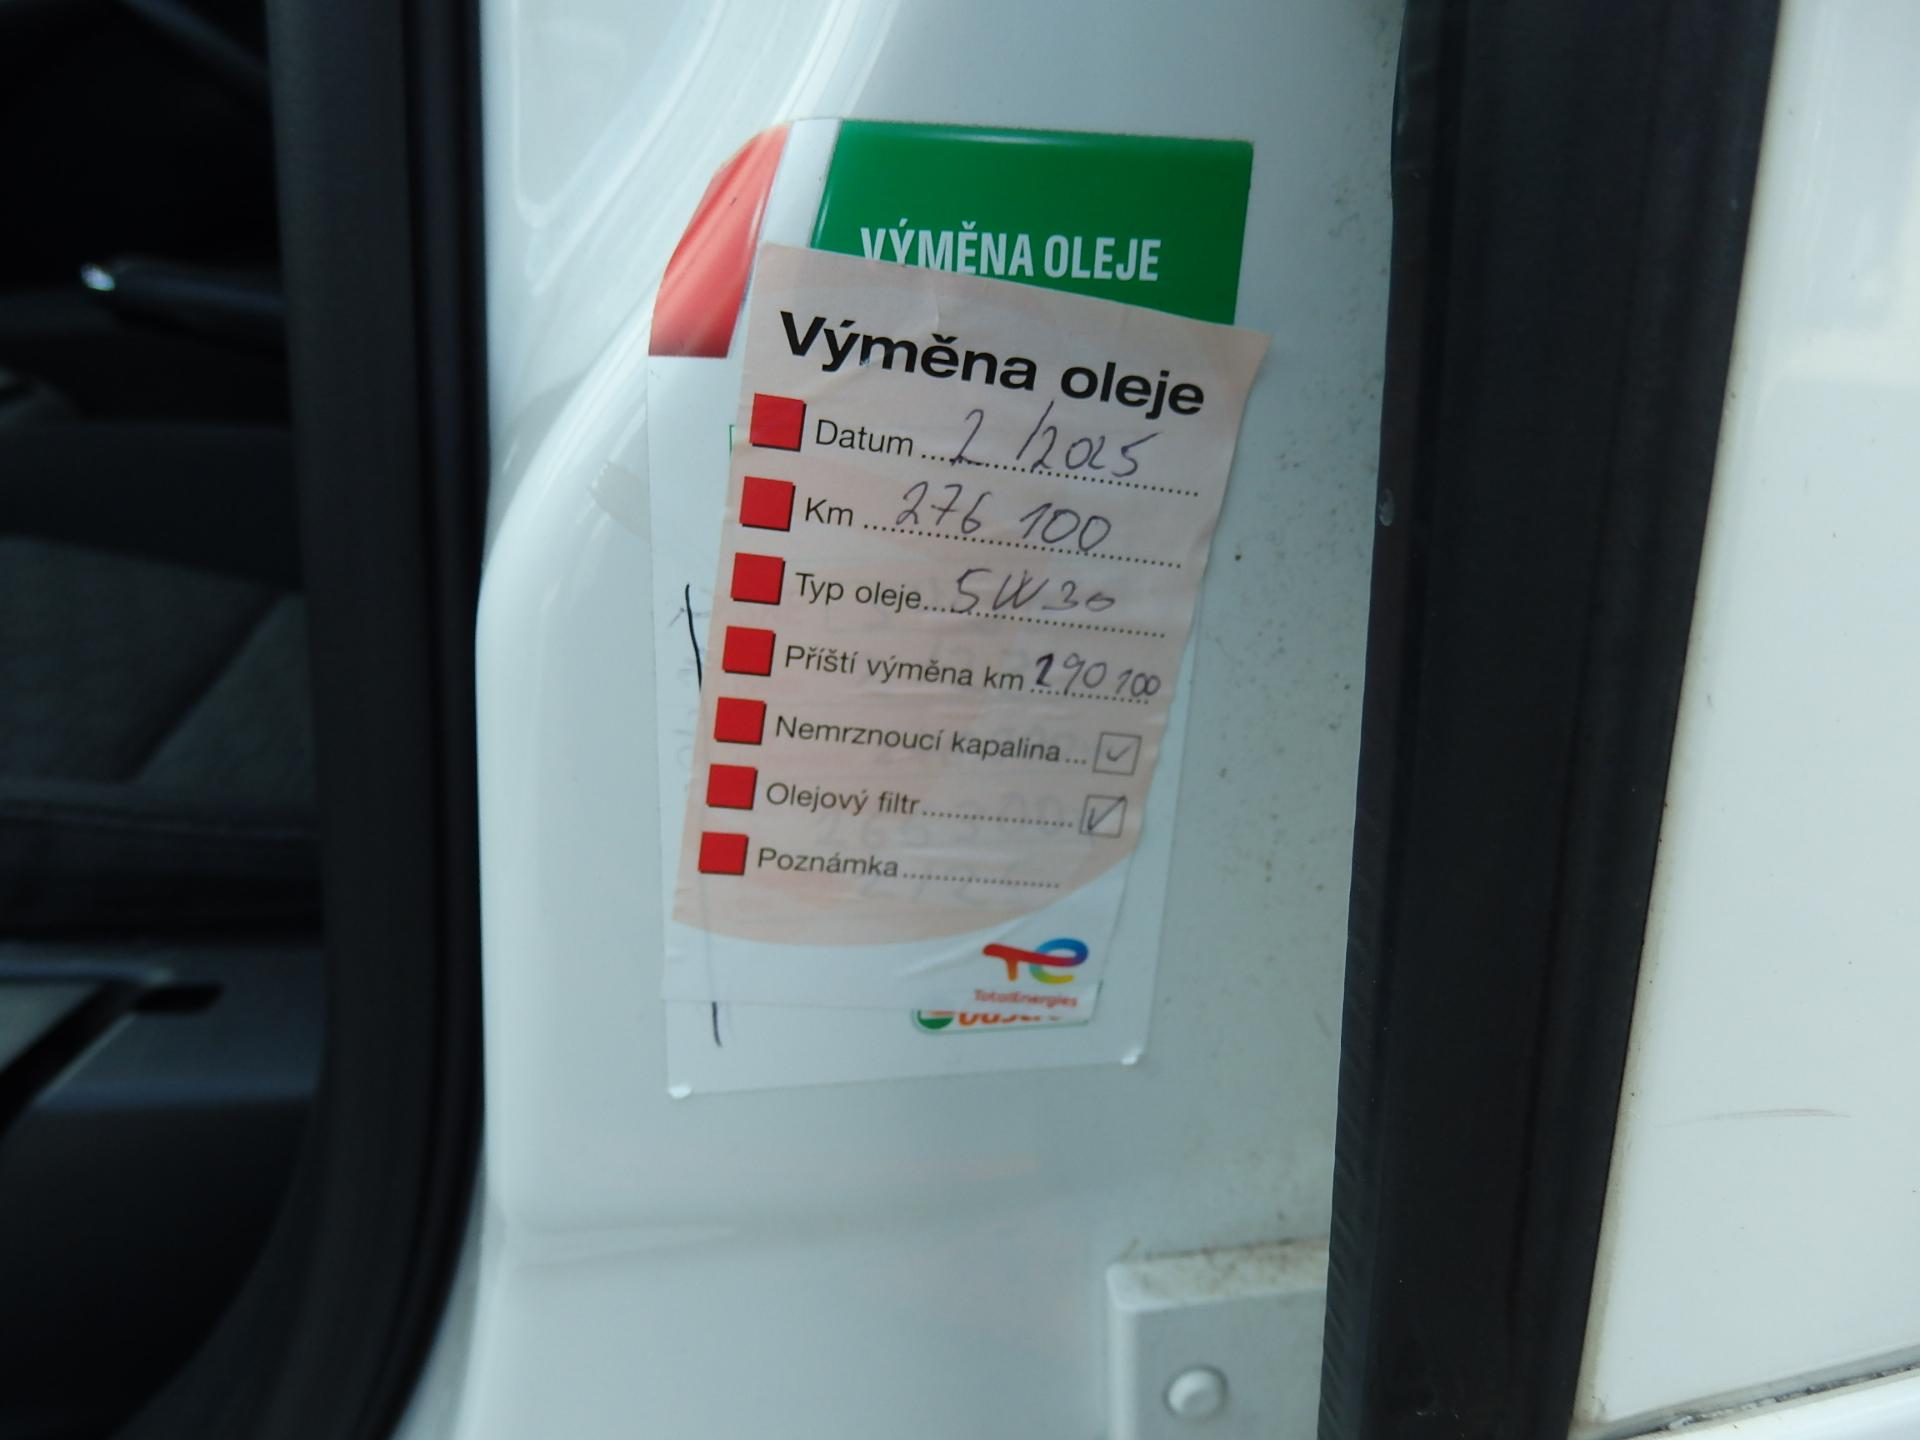 VÝMĚNA OLEJE
Výměna oleje
Datum 2/2025
Km 276 100
Typ oleje 5W30
Příští výměna km 290 100
Nemrznoucí kapalina
Olejový filtr
Poznámka
TotalEnergies